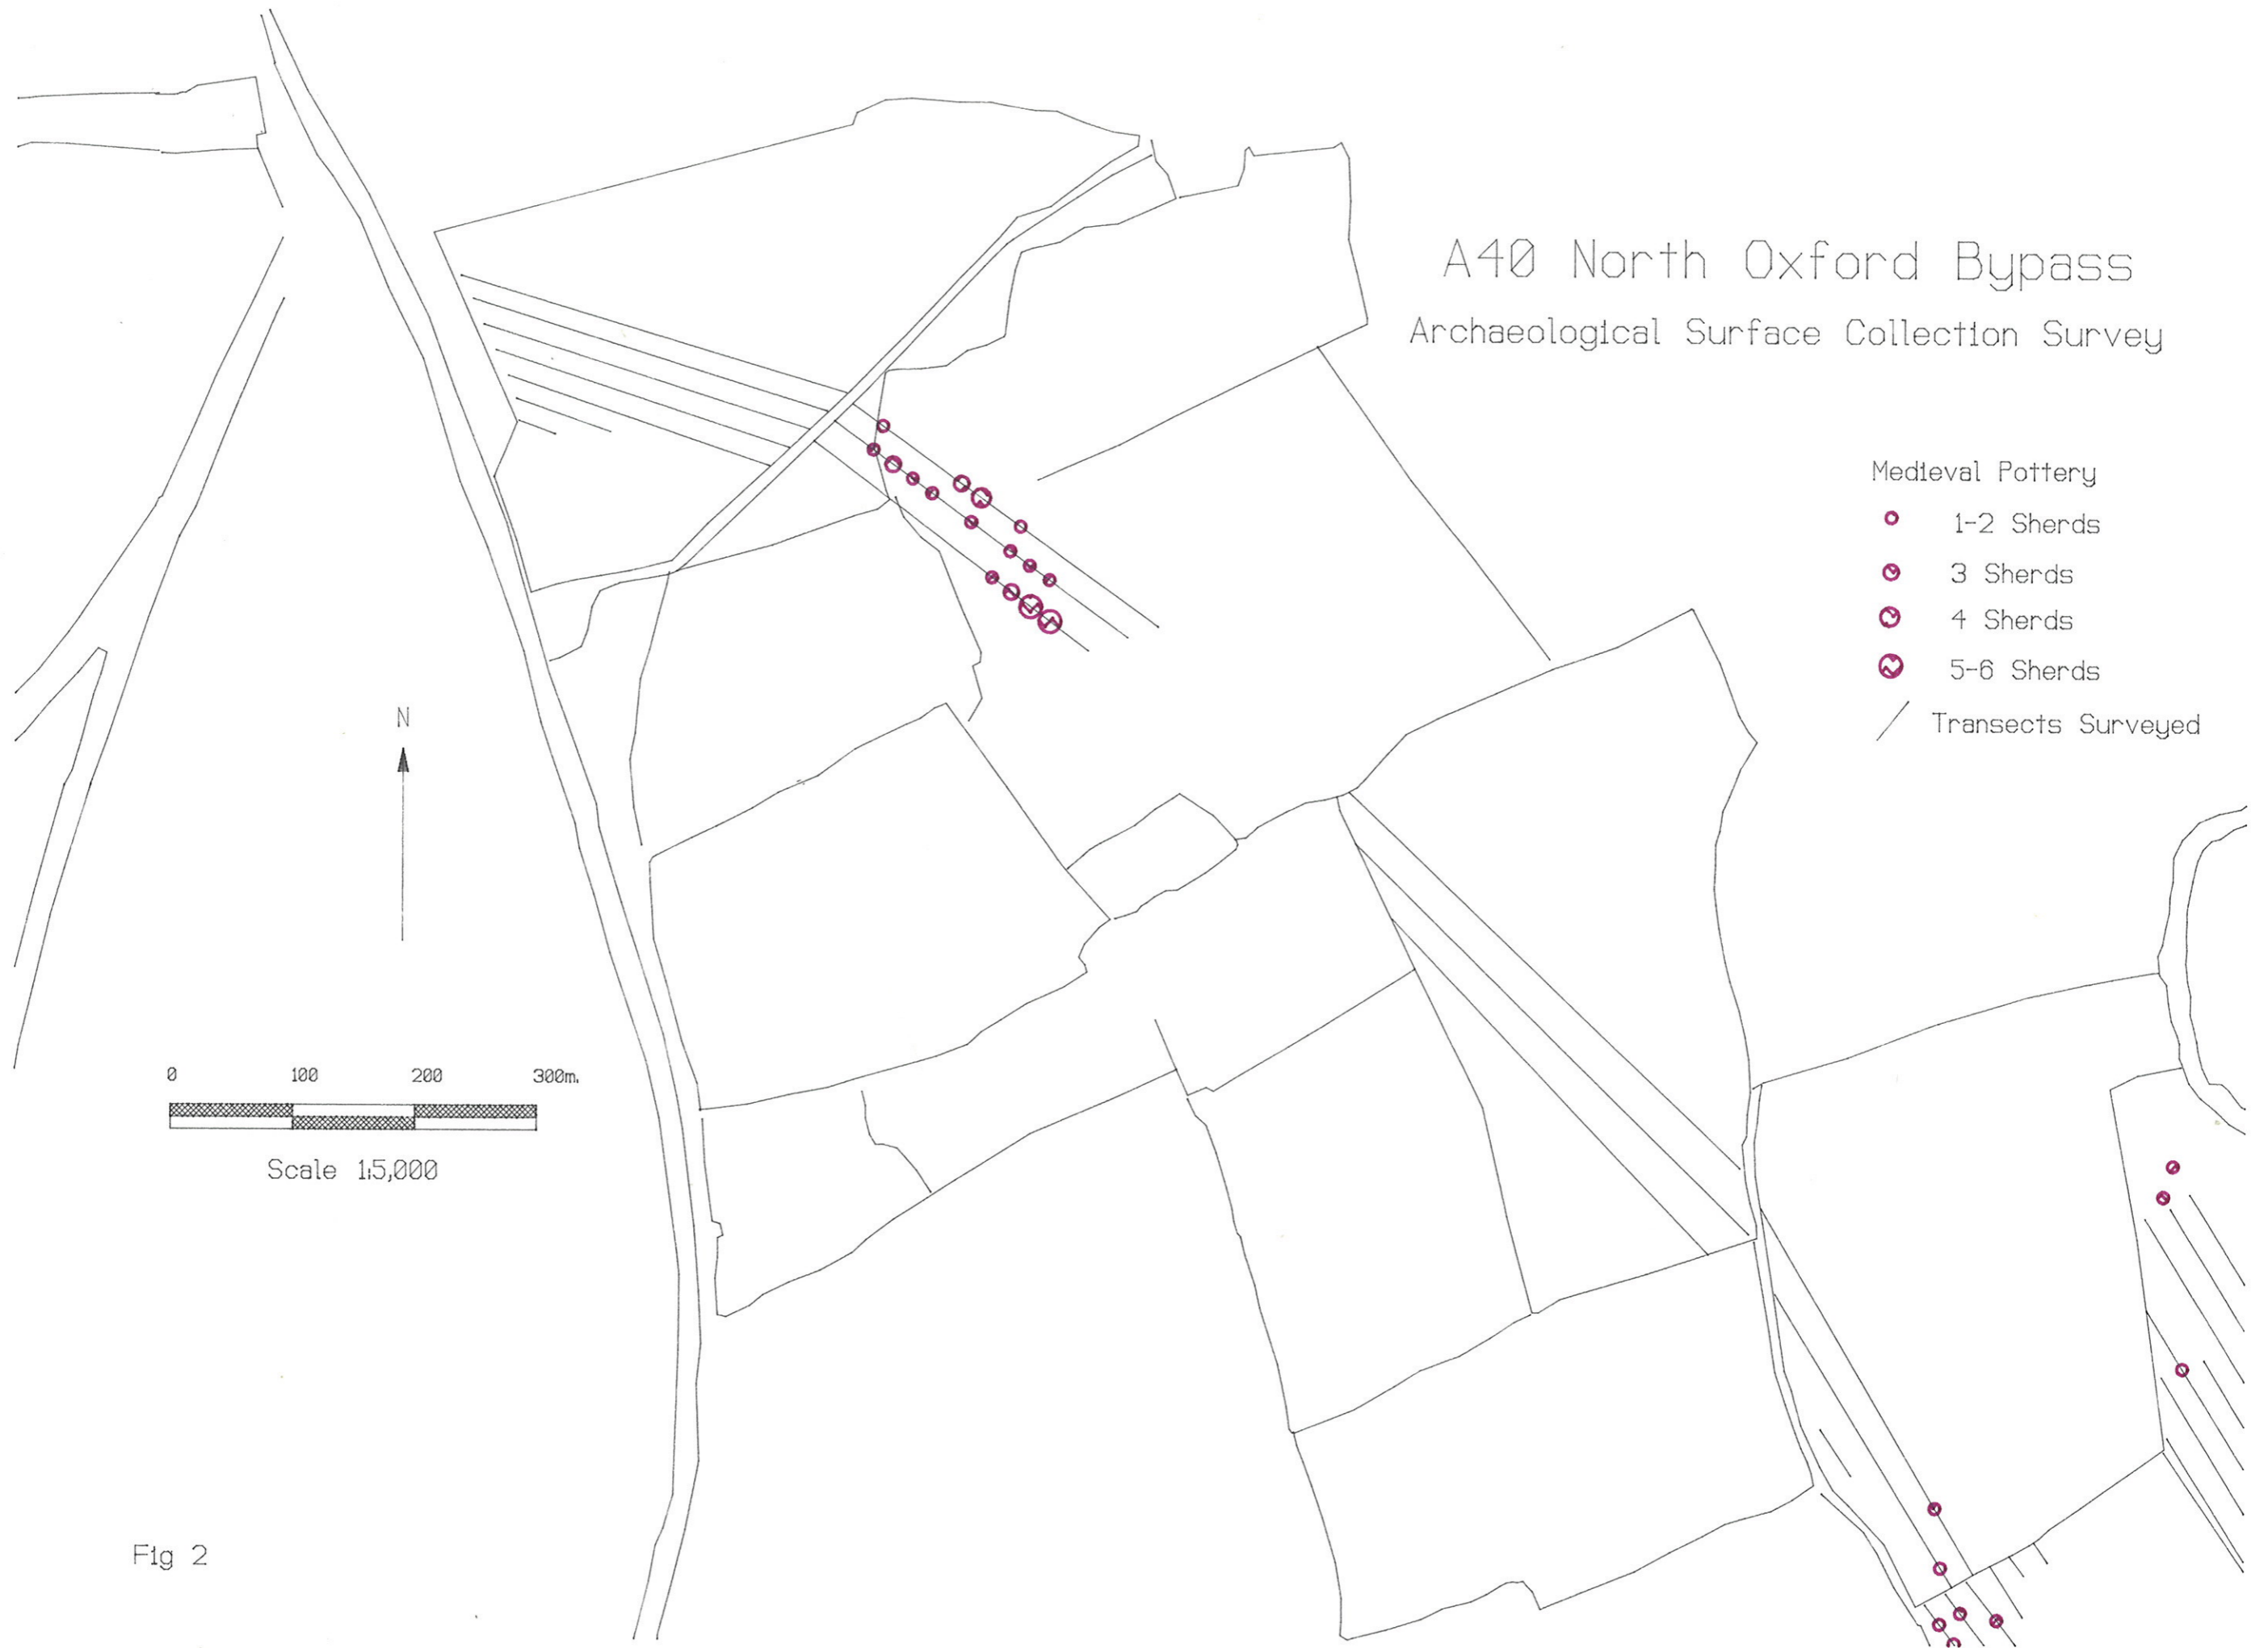 A40 North Oxford Bypass
Archaeological Surface Collection Survey
Medieval Pottery
1-2 Sherds
3 Sherds
4 Sherds
5-6 Sherds
Transects Surveyed
N
0 100 200 300m.
Scale 1:5,000
Fig 2